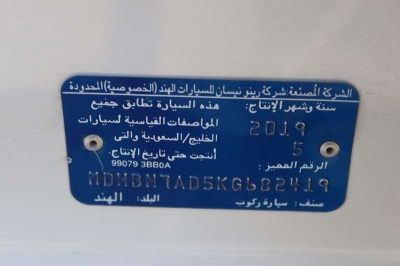 الشركة المصنعة: شركة رينو نيسان للسيارات الهند (الخصوصية) المحدودة
سنة وشهر الإنتاج: هذه السيارة تطابق جميع
2019 المواصفات القياسية لسيارات
5 الخليج/السعودية والتى
الرقم المميز: أنتجت حتى تاريخ الإنتاج.
99079 3BB0A
MDHBN7AD5KG682419
صنف: سيارة ركوب البلد: الهند